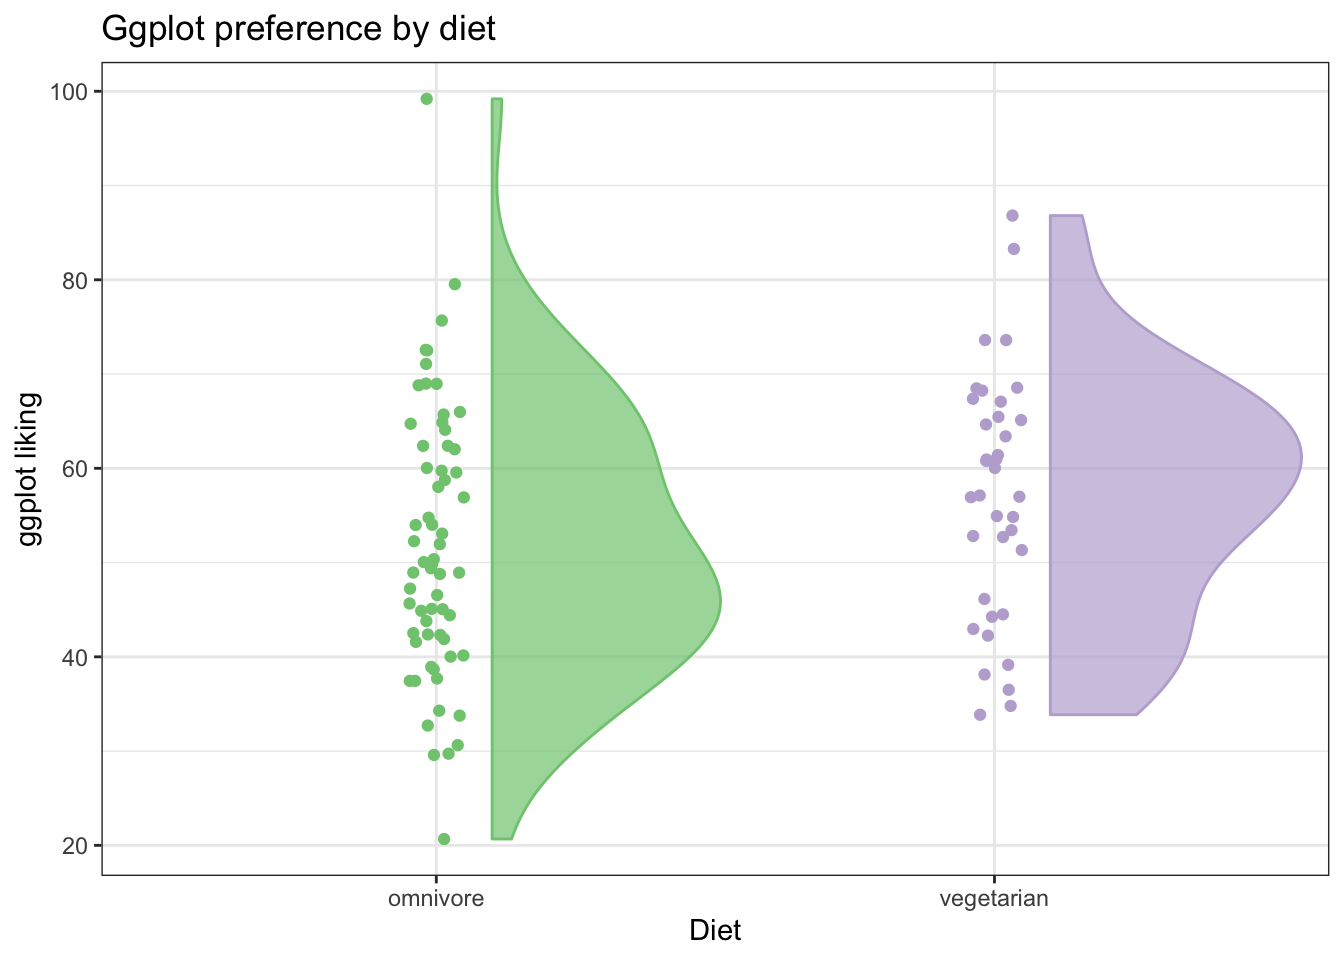 Ggplot preference by diet
100
80
60
40
20
ggplot liking
omnivore
vegetarian
Diet